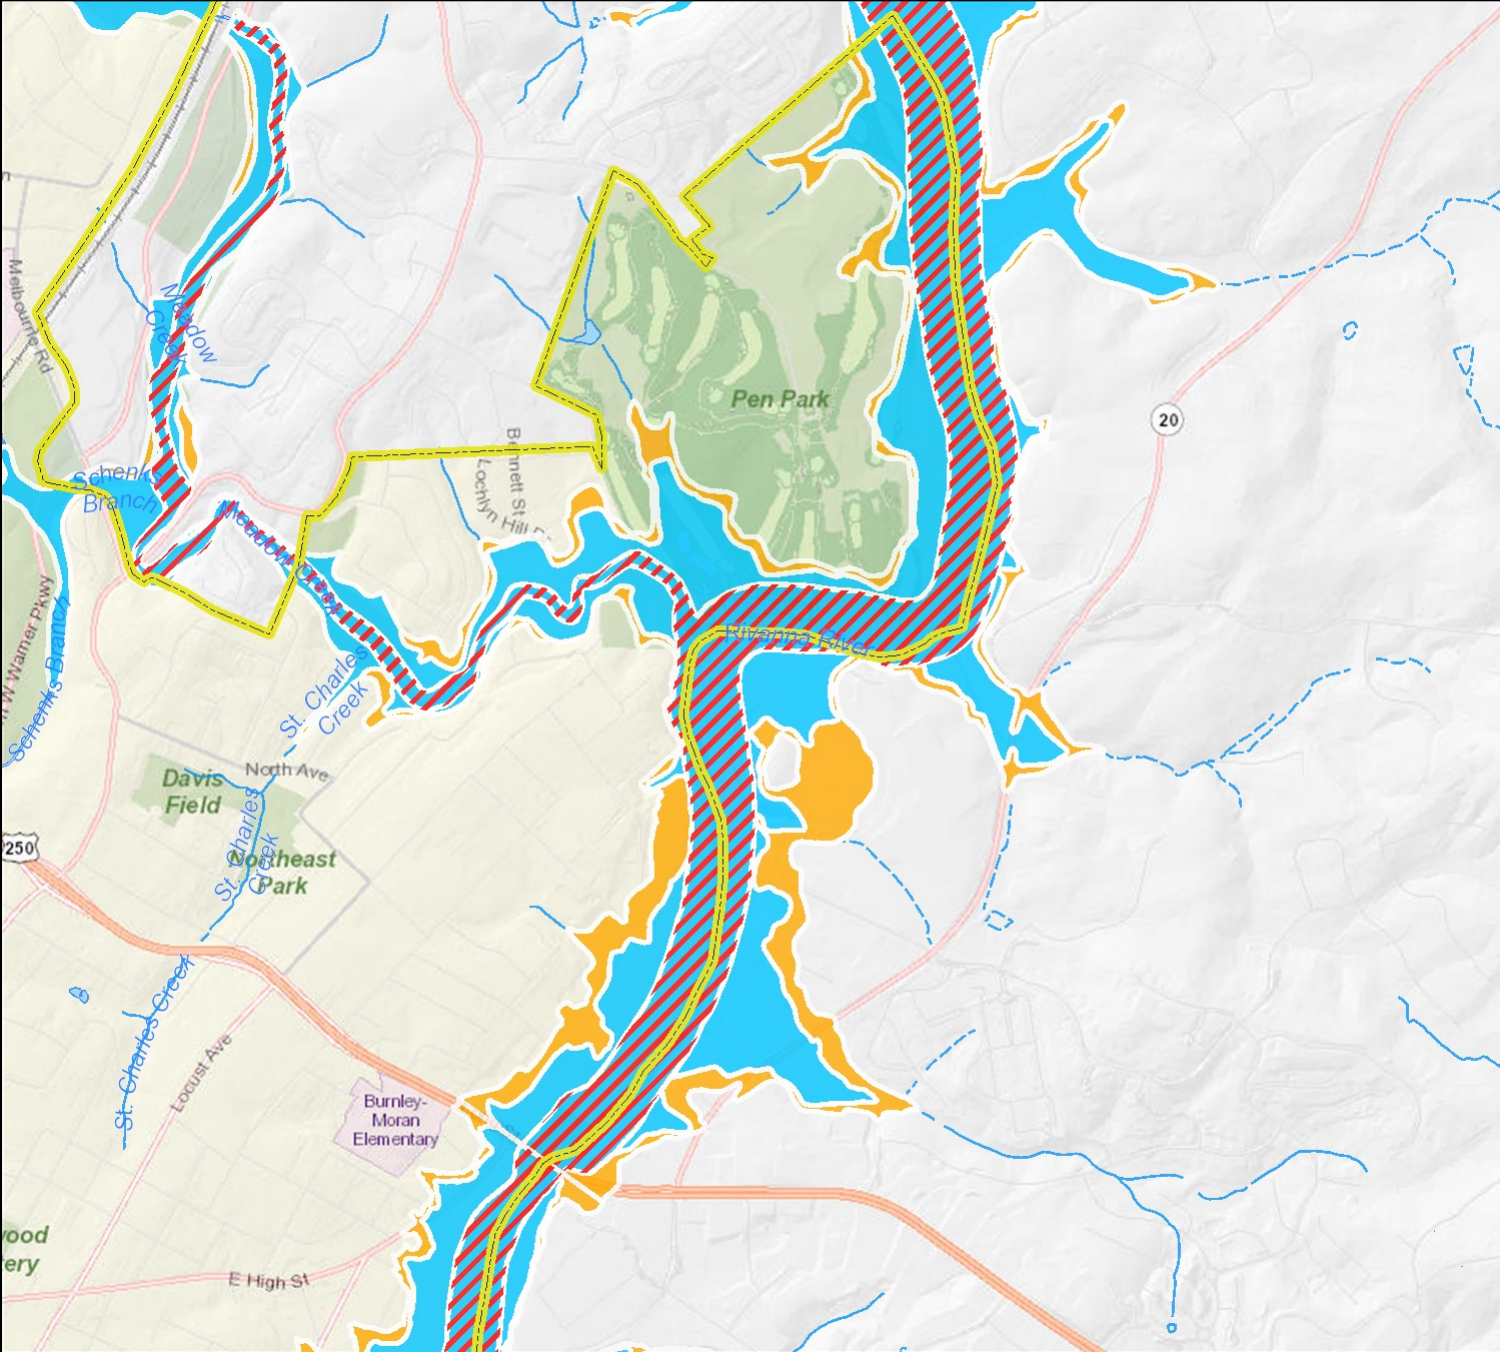 Melbourne Rd
Meadow
Creek
Pen Park
20
Schenks
Branch
Bennett St
Lochlyn Hill
Meadow Creek
Rivanna River
W Warner Pkwy
Schenks Branch
St. Charles
Creek
North Ave
Davis
Field
St. Charles
Creek
250
Northeast
Park
St. Charles Creek
Locust Ave
Burnley-
Moran
Elementary
E High St